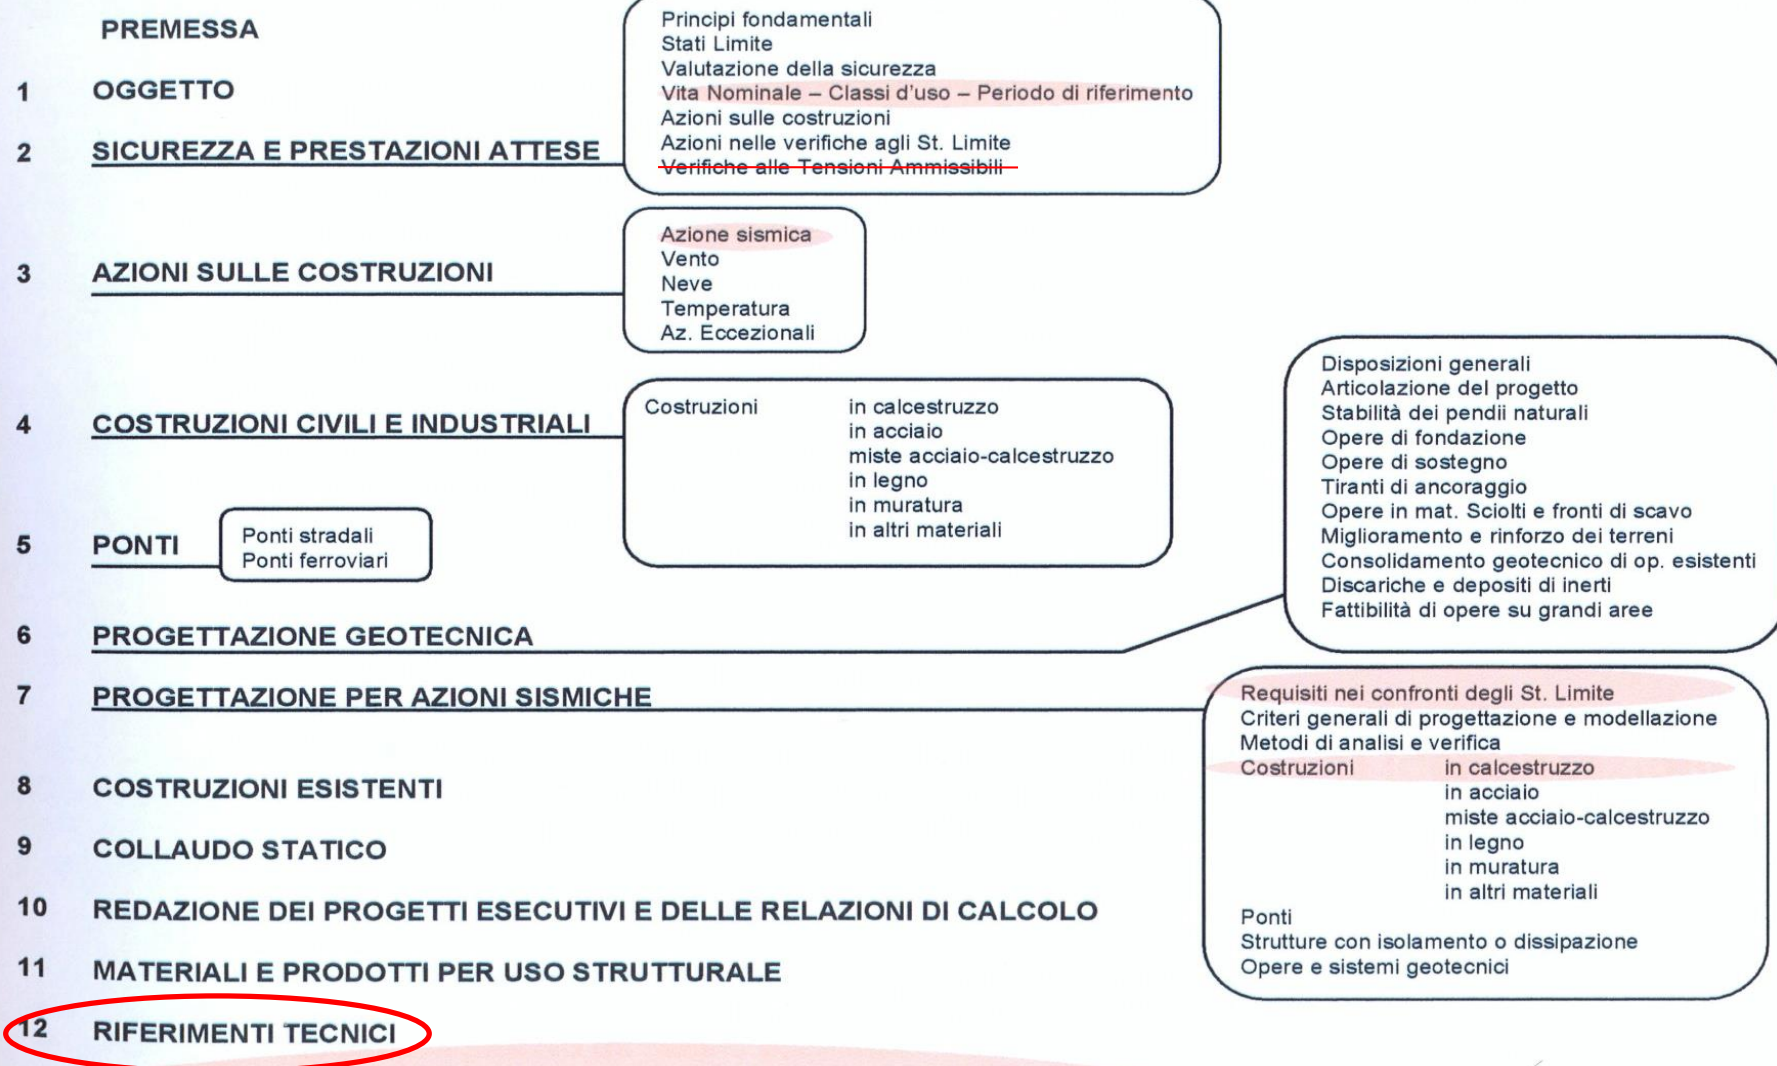 PREMESSA
1 OGGETTO
2 SICUREZZA E PRESTAZIONI ATTESE
Principi fondamentali
Stati Limite
Valutazione della sicurezza
Vita Nominale – Classi d'uso – Periodo di riferimento
Azioni sulle costruzioni
Azioni nelle verifiche agli St. Limite
Verifiche alle Tensioni Ammissibili
3 AZIONI SULLE COSTRUZIONI
Azione sismica
Vento
Neve
Temperatura
Az. Eccezionali
4 COSTRUZIONI CIVILI E INDUSTRIALI
Costruzioni in calcestruzzo
in acciaio
miste acciaio-calcestruzzo
in legno
in muratura
in altri materiali
5 PONTI
Ponti stradali
Ponti ferroviari
6 PROGETTAZIONE GEOTECNICA
Disposizioni generali
Articolazione del progetto
Stabilità dei pendii naturali
Opere di fondazione
Opere di sostegno
Tiranti di ancoraggio
Opere in mat. Sciolti e fronti di scavo
Miglioramento e rinforzo dei terreni
Consolidamento geotecnico di op. esistenti
Discariche e depositi di inerti
Fattibilità di opere su grandi aree
7 PROGETTAZIONE PER AZIONI SISMICHE
Requisiti nei confronti degli St. Limite
Criteri generali di progettazione e modellazione
Metodi di analisi e verifica
Costruzioni in calcestruzzo
in acciaio
miste acciaio-calcestruzzo
in legno
in muratura
in altri materiali
Ponti
Strutture con isolamento o dissipazione
Opere e sistemi geotecnici
8 COSTRUZIONI ESISTENTI
9 COLLAUDO STATICO
10 REDAZIONE DEI PROGETTI ESECUTIVI E DELLE RELAZIONI DI CALCOLO
11 MATERIALI E PRODOTTI PER USO STRUTTURALE
12 RIFERIMENTI TECNICI